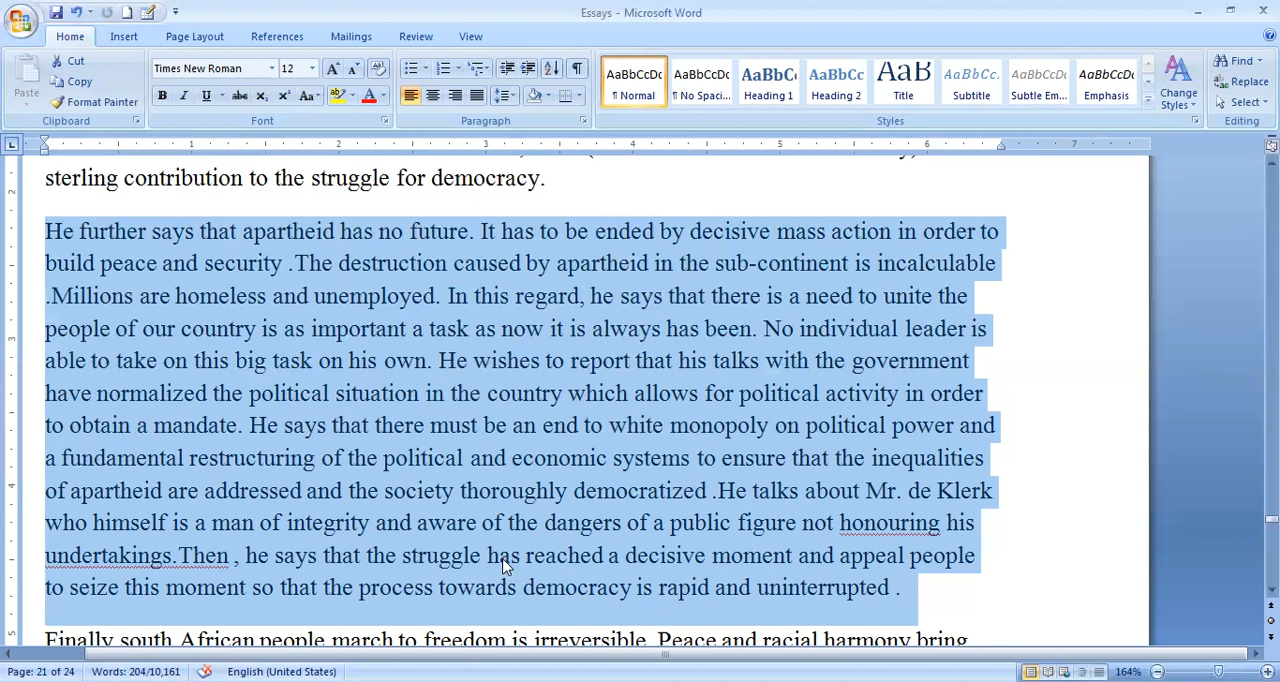 Essays - Microsoft Word
Home Insert Page Layout References Mailings Review View
Paste Cut Copy Format Painter
Clipboard
Times New Roman 12
Font
Paragraph
AaBbCcDc AaBbCcDc AaBbC AaBbCc AaB AaBbCc. AaBbCcDc AaBbCcDc
¶ Normal ¶ No Spaci... Heading 1 Heading 2 Title Subtitle Subtle Em... Emphasis
Change Styles
Styles
Find Replace Select
Editing
sterling contribution to the struggle for democracy.
He further says that apartheid has no future. It has to be ended by decisive mass action in order to
build peace and security .The destruction caused by apartheid in the sub-continent is incalculable
.Millions are homeless and unemployed. In this regard, he says that there is a need to unite the
people of our country is as important a task as now it is always has been. No individual leader is
able to take on this big task on his own. He wishes to report that his talks with the government
have normalized the political situation in the country which allows for political activity in order
to obtain a mandate. He says that there must be an end to white monopoly on political power and
a fundamental restructuring of the political and economic systems to ensure that the inequalities
of apartheid are addressed and the society thoroughly democratized .He talks about Mr. de Klerk
who himself is a man of integrity and aware of the dangers of a public figure not honouring his
undertakings.Then , he says that the struggle has reached a decisive moment and appeal people
to seize this moment so that the process towards democracy is rapid and uninterrupted .
Finally south African people march to freedom is irreversible. Peace and racial harmony bring
Page: 21 of 24 Words: 204/10,161 English (United States) 164%